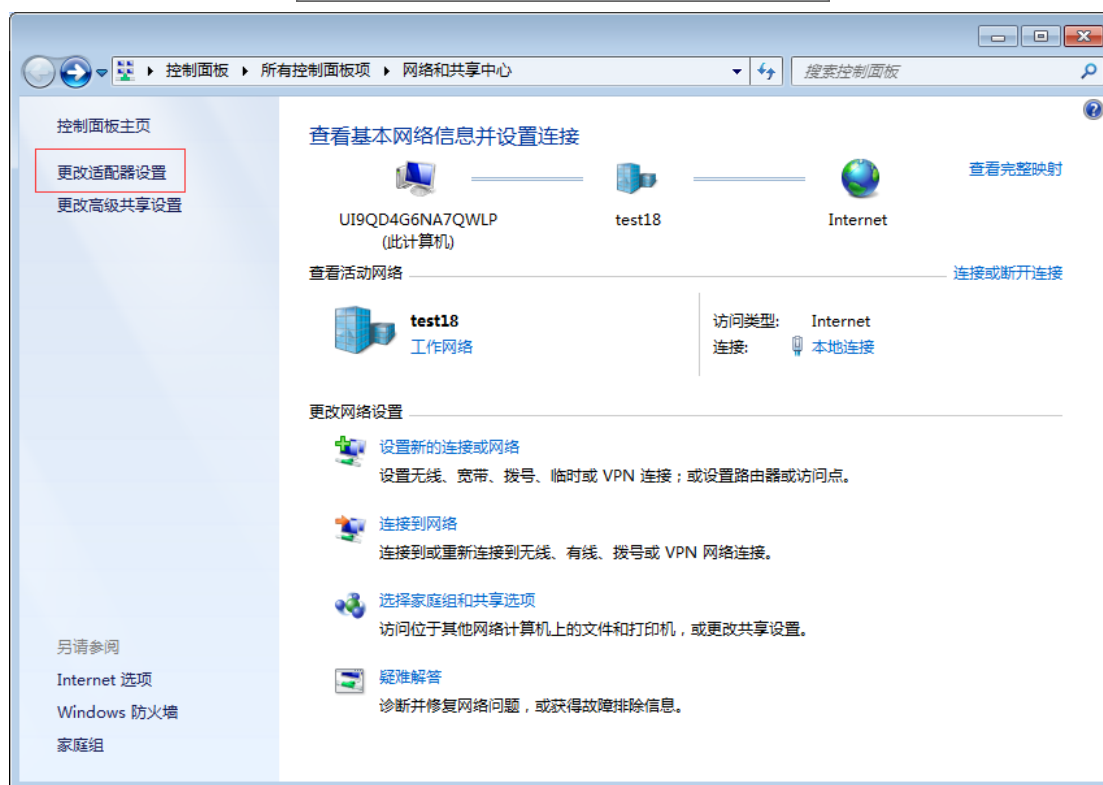 控制面板 所有控制面板项 网络和共享中心 搜索控制面板
控制面板主页
更改适配器设置
更改高级共享设置
查看基本网络信息并设置连接
查看完整映射
UI9QD4G6NA7QWLP
(此计算机)
test18
Internet
查看活动网络
连接或断开连接
test18
工作网络
访问类型: Internet
连接: 本地连接
更改网络设置
设置新的连接或网络
设置无线、宽带、拨号、临时或 VPN 连接；或设置路由器或访问点。
连接到网络
连接到或重新连接到无线、有线、拨号或 VPN 网络连接。
选择家庭组和共享选项
访问位于其他网络计算机上的文件和打印机，或更改共享设置。
疑难解答
诊断并修复网络问题，或获得故障排除信息。
另请参阅
Internet 选项
Windows 防火墙
家庭组